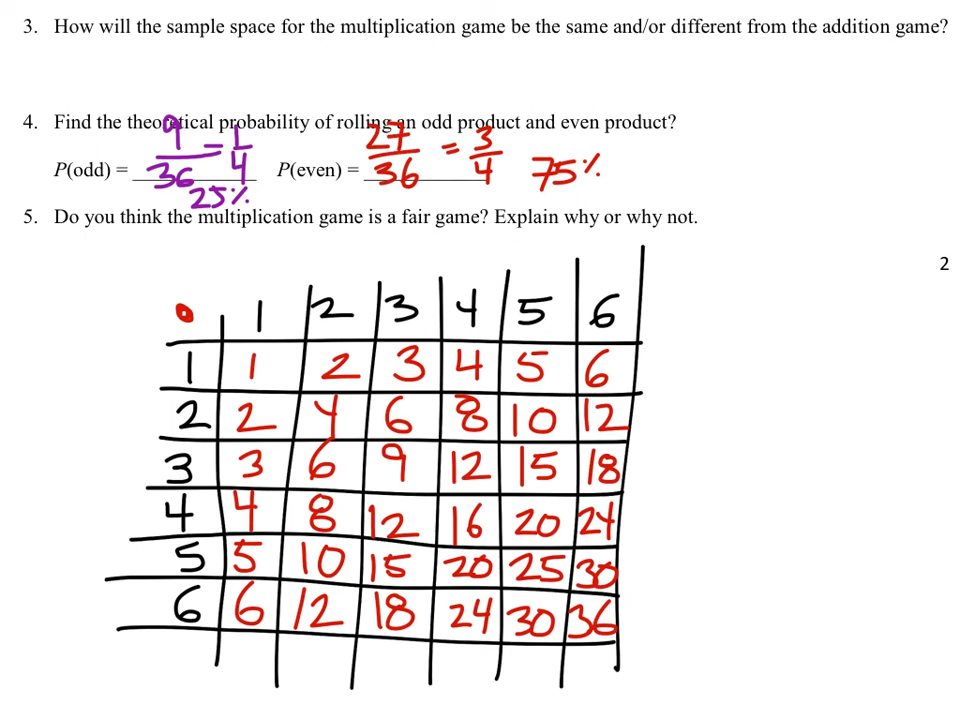 3. How will the sample space for the multiplication game be the same and/or different from the addition game?
4. Find the theoretical probability of rolling an odd product and even product?
P(odd) = 9/36 = 1/4 25% P(even) = 27/36 = 3/4 75%
5. Do you think the multiplication game is a fair game? Explain why or why not.
2
• 1 2 3 4 5 6
1 1 2 3 4 5 6
2 2 4 6 8 10 12
3 3 6 9 12 15 18
4 4 8 12 16 20 24
5 5 10 15 20 25 30
6 6 12 18 24 30 36